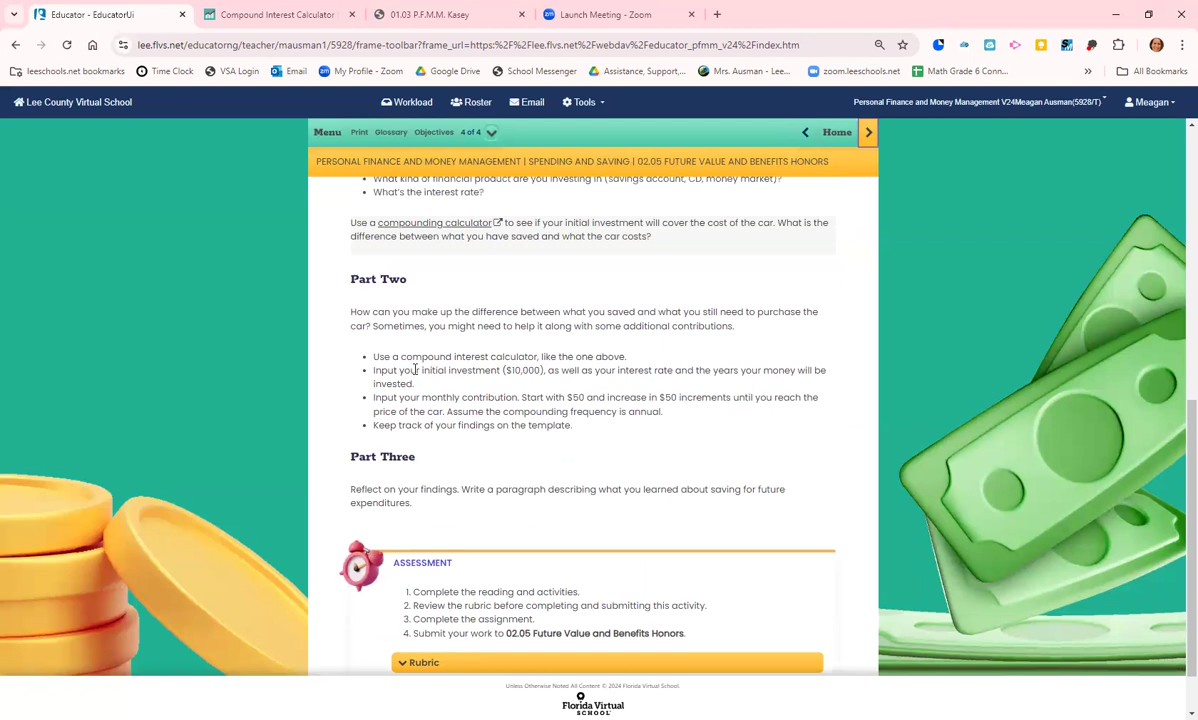 Educator - EducatorUi
Compound Interest Calculator
01.03 P.F.M.M. Kasey
Launch Meeting - Zoom
lee.flvs.net/educatorng/teacher/mausman1/5928/frame-toolbar?frame_url=https:%2F%2Flee.flvs.net%2Fwebdav%2Feducator_pfmm_v24%2Findex.htm
leeschools.net bookmarks
Time Clock
VSA Login
Email
My Profile - Zoom
Google Drive
School Messenger
Assistance, Support,...
Mrs. Ausman - Lee...
zoom.leeschools.net
Math Grade 6 Conn...
All Bookmarks
Lee County Virtual School
Workload
Roster
Email
Tools
Personal Finance and Money Management V24Meagan Ausman(5928/T)
Meagan
Menu
Print
Glossary
Objectives
4 of 4
Home
PERSONAL FINANCE AND MONEY MANAGEMENT | SPENDING AND SAVING | 02.05 FUTURE VALUE AND BENEFITS HONORS
• What kind of financial product are you investing in (savings account, CD, money market)?
• What's the interest rate?
Use a compounding calculator to see if your initial investment will cover the cost of the car. What is the
difference between what you have saved and what the car costs?
Part Two
How can you make up the difference between what you saved and what you still need to purchase the
car? Sometimes, you might need to help it along with some additional contributions.
• Use a compound interest calculator, like the one above.
• Input your initial investment ($10,000), as well as your interest rate and the years your money will be
invested.
• Input your monthly contribution. Start with $50 and increase in $50 increments until you reach the
price of the car. Assume the compounding frequency is annual.
• Keep track of your findings on the template.
Part Three
Reflect on your findings. Write a paragraph describing what you learned about saving for future
expenditures.
ASSESSMENT
1. Complete the reading and activities.
2. Review the rubric before completing and submitting this activity.
3. Complete the assignment.
4. Submit your work to 02.05 Future Value and Benefits Honors.
Rubric
Unless Otherwise Noted All Content © 2024 Florida Virtual School.
Florida Virtual
SCHOOL